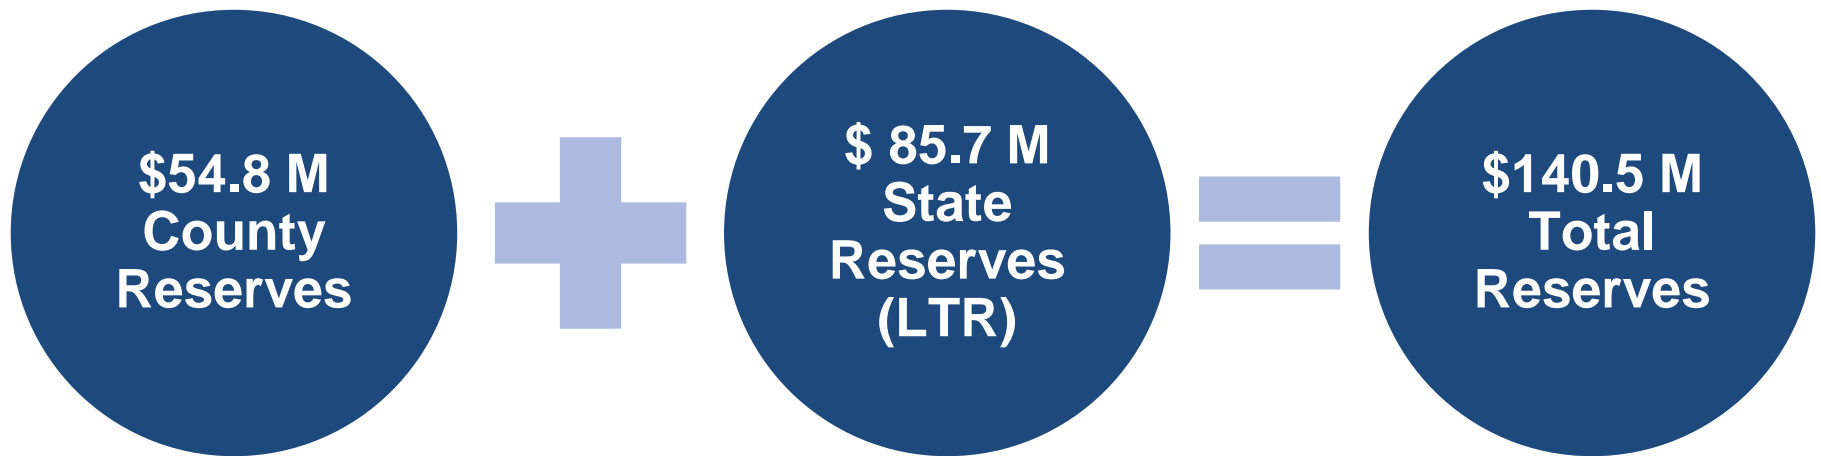 $54.8 M
County
Reserves
$ 85.7 M
State
Reserves
(LTR)
$140.5 M
Total
Reserves